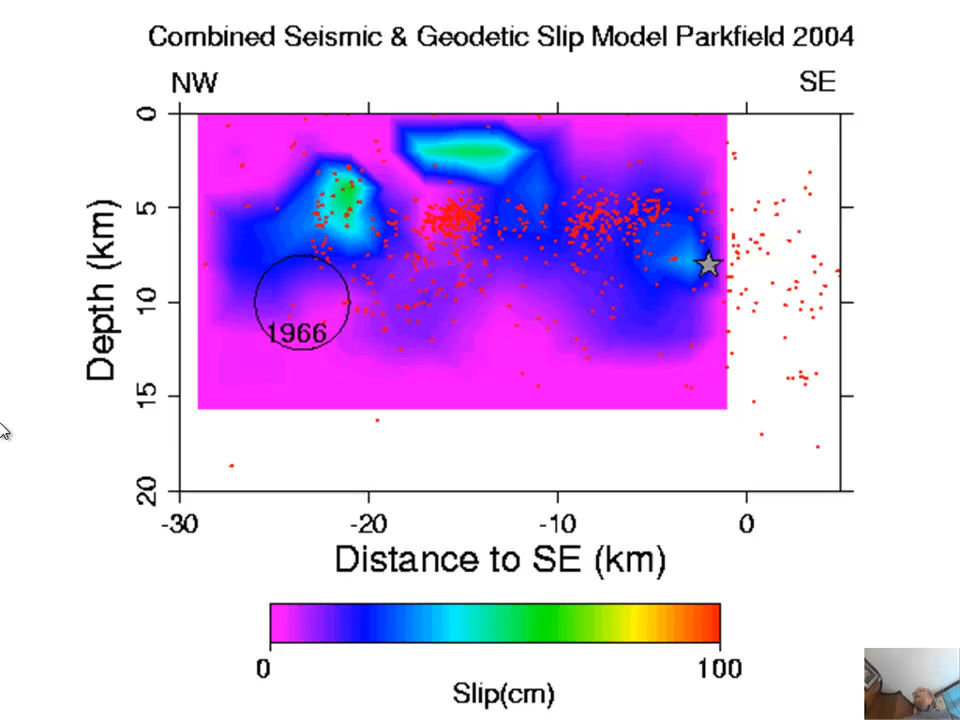 Combined Seismic & Geodetic Slip Model Parkfield 2004
NW
SE
0
5
10
15
20
Depth (km)
1966
-30
-20
-10
0
Distance to SE (km)
0
100
Slip(cm)